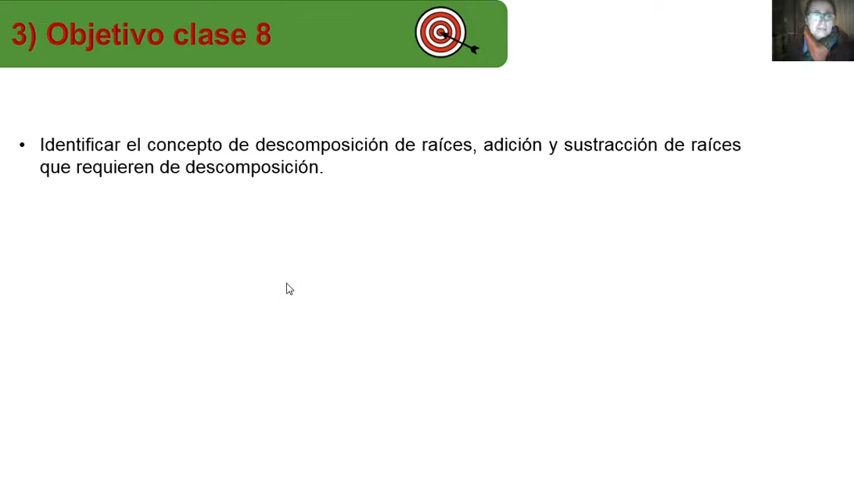 3) Objetivo clase 8
• Identificar el concepto de descomposición de raíces, adición y sustracción de raíces
que requieren de descomposición.